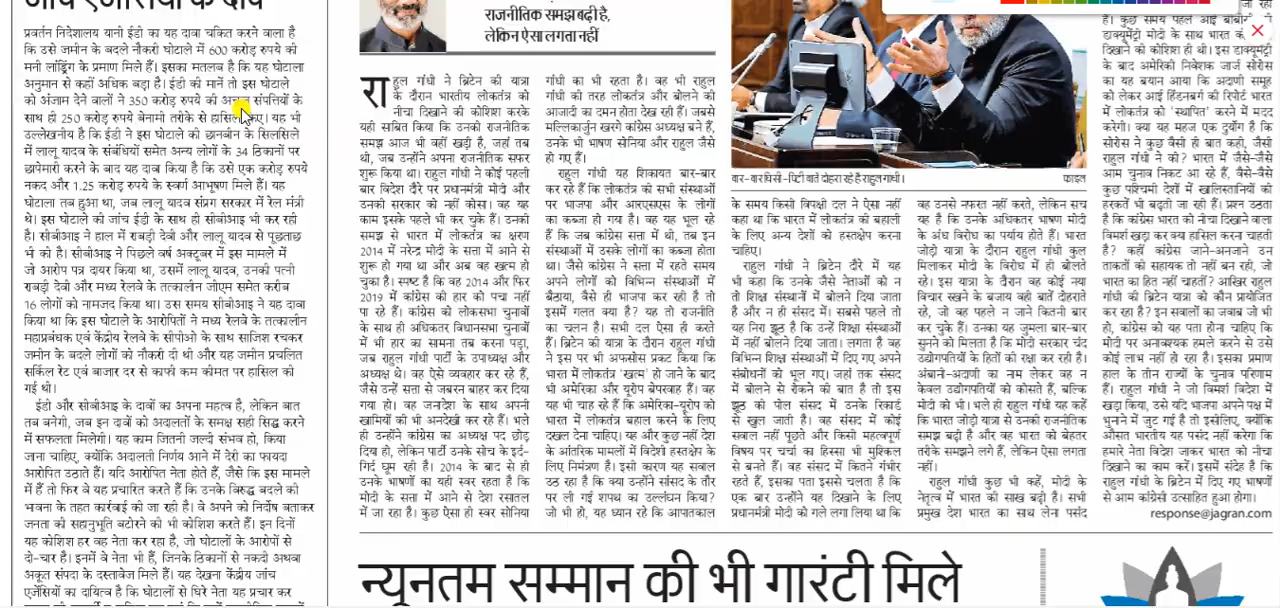 प्रवर्तन निदेशालय यानी ईडी का यह दावा चकित करने वाला है
कि उसे जमीन के बदले नौकरी घोटाले में 600 करोड़ रुपये की
मनी लांड्रिंग के प्रमाण मिले हैं। इसका मतलब है कि यह घोटाला
अनुमान से कहीं अधिक बड़ा है। ईडी की मानें तो इस घोटाले
को अंजाम देने वालों ने 350 करोड़ रुपये की अचल संपत्तियों के
साथ ही 250 करोड़ रुपये बेनामी तरीके से हासिल किए। यह भी
उल्लेखनीय है कि ईडी ने इस घोटाले की छानबीन के सिलसिले
में लालू यादव के संबंधियों समेत अन्य लोगों के 34 ठिकानों पर
छापेमारी करने के बाद यह दावा किया है कि उसे एक करोड़ रुपये
नकद और 1.25 करोड़ रुपये के स्वर्ण आभूषण मिले हैं। यह
घोटाला तब हुआ था, जब लालू यादव संप्रग सरकार में रेल मंत्री
थे। इस घोटाले की जांच ईडी के साथ ही सीबीआइ भी कर रही
है। सीबीआइ ने हाल में राबड़ी देवी और लालू यादव से पूछताछ
भी की है। सीबीआइ ने पिछले वर्ष अक्टूबर में इस मामले में
जो आरोप पत्र दायर किया था, उसमें लालू यादव, उनकी पत्नी
राबड़ी देवी और मध्य रेलवे के तत्कालीन जीएम समेत करीब
16 लोगों को नामजद किया था। उस समय सीबीआइ ने यह दावा
किया था कि इस घोटाले के आरोपितों ने मध्य रेलवे के तत्कालीन
महाप्रबंधक एवं केंद्रीय रेलवे के सीपीओ के साथ साजिश रचकर
जमीन के बदले लोगों को नौकरी दी थी और यह जमीन प्रचलित
सर्किल रेट एवं बाजार दर से काफी कम कीमत पर हासिल की
गई थी।
ईडी और सीबीआइ के दावों का अपना महत्व है, लेकिन बात
तब बनेगी, जब इन दावों को अदालतों के समक्ष सही सिद्ध करने
में सफलता मिलेगी। यह काम जितनी जल्दी संभव हो, किया
जाना चाहिए, क्योंकि अदालती निर्णय आने में देरी का फायदा
आरोपित उठाते हैं। यदि आरोपित नेता होते हैं, जैसे कि इस मामले
में हैं तो फिर वे यह प्रचारित करते हैं कि उनके विरुद्ध बदले की
भावना के तहत कार्रवाई की जा रही है। वे अपने को निर्दोष बताकर
जनता की सहानुभूति बटोरने की भी कोशिश करते हैं। इन दिनों
यह कोशिश हर वह नेता कर रहा है, जो घोटालों के आरोपों से
दो-चार है। इनमें वे नेता भी हैं, जिनके ठिकानों से नकदी अथवा
अकूत संपदा के दस्तावेज मिले हैं। यह देखना केंद्रीय जांच
एजेंसियों का दायित्व है कि घोटालों से घिरे नेता यह प्रचार कर
राजनीतिक समझ बढ़ी है,
लेकिन ऐसा लगता नहीं
राहुल गांधी ने ब्रिटेन की यात्रा
के दौरान भारतीय लोकतंत्र को
नीचा दिखाने की कोशिश करके
यही साबित किया कि उनकी राजनीतिक
समझ आज भी वहीं खड़ी है, जहां तब
थी, जब उन्होंने अपना राजनीतिक सफर
शुरू किया था। राहुल गांधी ने कोई पहली
बार विदेश दौरे पर प्रधानमंत्री मोदी और
उनकी सरकार को नहीं कोसा। वह यह
काम इसके पहले भी कर चुके हैं। उनकी
समझ से भारत में लोकतंत्र का क्षरण
2014 में नरेन्द्र मोदी के सत्ता में आने से
शुरू हो गया था और अब वह खत्म हो
चुका है। स्पष्ट है कि वह 2014 और फिर
2019 में कांग्रेस की हार को पचा नहीं
पा रहे हैं। कांग्रेस को लोकसभा चुनावों
के साथ ही अधिकतर विधानसभा चुनावों
में भी हार का सामना तब करना पड़ा,
जब राहुल गांधी पार्टी के उपाध्यक्ष और
अध्यक्ष थे। वह ऐसे व्यवहार कर रहे हैं,
जैसे उन्हें सत्ता से जबरन बाहर कर दिया
गया हो। वह जनादेश के साथ अपनी
खामियों की भी अनदेखी कर रहे हैं। भले
ही उन्होंने कांग्रेस का अध्यक्ष पद छोड़
दिया हो, लेकिन पार्टी उनके सोच के इर्द-
गिर्द घूम रही है। 2014 के बाद से ही
उनके भाषणों का यही स्वर रहता है कि
मोदी के सत्ता में आने से देश रसातल
में जा रहा है। कुछ ऐसा ही स्वर सोनिया
गांधी का भी रहता है। वह भी राहुल
गांधी की तरह लोकतंत्र और बोलने की
आजादी का दमन होता देख रही हैं। जबसे
मल्लिकार्जुन खरगे कांग्रेस अध्यक्ष बने हैं,
उनके भी भाषण सोनिया और राहुल जैसे
हो गए हैं।
राहुल गांधी यह शिकायत बार-बार
कर रहे हैं कि लोकतंत्र की सभी संस्थाओं
पर भाजपा और आरएसएस के लोगों
का कब्जा हो गया है। वह यह भूल रहे
हैं कि जब कांग्रेस सत्ता में थी, तब इन
संस्थाओं में उसके लोगों का कब्जा होता
था। जैसे कांग्रेस ने सत्ता में रहते समय
अपने लोगों को विभिन्न संस्थाओं में
बैठाया, वैसे ही भाजपा कर रही है तो
इसमें गलत क्या है? यह तो राजनीति
का चलन है। सभी दल ऐसा ही करते
हैं। ब्रिटेन की यात्रा के दौरान राहुल गांधी
ने इस पर भी अफसोस प्रकट किया कि
भारत में लोकतंत्र ‘खत्म’ हो जाने के बाद
भी अमेरिका और यूरोप बेपरवाह हैं। वह
यह भी चाह रहे हैं कि अमेरिका-यूरोप को
भारत में लोकतंत्र बहाल करने के लिए
दखल देना चाहिए। यह और कुछ नहीं देश
के आंतरिक मामलों में विदेशी हस्तक्षेप के
लिए निमंत्रण है। इसी कारण यह सवाल
उठ रहा है कि क्या उन्होंने सांसद के तौर
पर ली गई शपथ का उल्लंघन किया?
जो भी हो, यह ध्यान रहे कि आपातकाल
बार-बार घिसी-पिटी बातें दोहरा रहे हैं राहुल गांधी।
फाइल
के समय किसी विपक्षी दल ने ऐसा नहीं
कहा था कि भारत में लोकतंत्र की बहाली
के लिए अन्य देशों को हस्तक्षेप करना
चाहिए।
राहुल गांधी ने ब्रिटेन दौरे में यह
भी कहा कि उनके जैसे नेताओं को न
तो शिक्षा संस्थानों में बोलने दिया जाता
है और न ही संसद में। सबसे पहले तो
यह निरा झूठ है कि उन्हें शिक्षा संस्थाओं
में नहीं बोलने दिया जाता। लगता है वह
विभिन्न शिक्षा संस्थाओं में दिए गए अपने
संबोधनों को भूल गए। जहां तक संसद
में बोलने से रोकने की बात है तो इस
झूठ की पोल संसद में उनके रिकार्ड
से खुल जाती है। वह संसद में कोई
सवाल नहीं पूछते और किसी महत्वपूर्ण
विषय पर चर्चा का हिस्सा भी मुश्किल
से बनते हैं। वह संसद में कितने गंभीर
रहते हैं, इसका पता इससे चलता है कि
एक बार उन्होंने यह दिखाने के लिए
प्रधानमंत्री मोदी को गले लगा लिया था कि
वह उनसे नफरत नहीं करते, लेकिन सच
यह है कि उनके अधिकतर भाषण मोदी
के अंध विरोध का पर्याय होते हैं। भारत
जोड़ो यात्रा के दौरान राहुल गांधी कुल
मिलाकर मोदी के विरोध में ही बोलते
रहे। इस यात्रा के दौरान वह कोई नया
विचार रखने के बजाय वही बातें दोहराते
रहे, जो वह पहले न जाने कितनी बार
कर चुके हैं। उनका यह जुमला बार-बार
सुनने को मिलता है कि मोदी सरकार चंद
उद्योगपतियों के हितों की रक्षा कर रही है।
अंबानी-अदाणी का नाम लेकर वह न
केवल उद्योगपतियों को कोसते हैं, बल्कि
मोदी को भी। भले ही राहुल गांधी यह कहें
कि भारत जोड़ो यात्रा से उनकी राजनीतिक
समझ बढ़ी है और वह भारत को बेहतर
तरीके समझने लगे हैं, लेकिन ऐसा लगता
नहीं।
राहुल गांधी कुछ भी कहें, मोदी के
नेतृत्व में भारत की साख बढ़ी है। सभी
प्रमुख देश भारत का साथ लेना पसंद
हैं। कुछ समय पहले आई
डाक्यूमेंट्री मोदी के साथ भारत को
दिखाने की कोशिश ही थी। इस डाक्यूमेंट्री
के बाद अमेरिकी निवेशक जार्ज सोरोस
का यह बयान आया कि अदाणी समूह
को लेकर आई हिंडनबर्ग की रिपोर्ट भारत
में लोकतंत्र को ‘स्थापित’ करने में मदद
करेगी। क्या यह महज एक दुर्योग है कि
सोरोस ने कुछ वैसी ही बात कही, जैसी
राहुल गांधी ने की? भारत में जैसे-जैसे
आम चुनाव निकट आ रहे हैं, वैसे-वैसे
कुछ पश्चिमी देशों में खालिस्तानियों की
हरकतें भी बढ़ती जा रही हैं। प्रश्न उठता
है कि कांग्रेस भारत को नीचा दिखाने वाला
विमर्श खड़ा कर क्या हासिल करना चाहती
है? कहीं कांग्रेस जाने-अनजाने उन
ताकतों की सहायक तो नहीं बन रही, जो
भारत का हित नहीं चाहतीं? आखिर राहुल
गांधी की ब्रिटेन यात्रा को कौन प्रायोजित
कर रहा है? इन सवालों का जवाब जो भी
हो, कांग्रेस को यह पता होना चाहिए कि
मोदी पर अनावश्यक हमले करने से उसे
कोई लाभ नहीं हो रहा है। इसका प्रमाण
हाल के तीन राज्यों के चुनाव परिणाम
हैं। राहुल गांधी ने जो विमर्श विदेश में
खड़ा किया, उसे यदि भाजपा अपने पक्ष में
भुनाने में जुट गई है तो इसीलिए, क्योंकि
औसत भारतीय यह पसंद नहीं करेगा कि
हमारे नेता विदेश जाकर भारत को नीचा
दिखाने का काम करें। इसमें संदेह है कि
राहुल गांधी के ब्रिटेन में दिए गए भाषणों
से आम कांग्रेसी उत्साहित हुआ होगा।
response@jagran.com
न्यूनतम सम्मान की भी गारंटी मिले